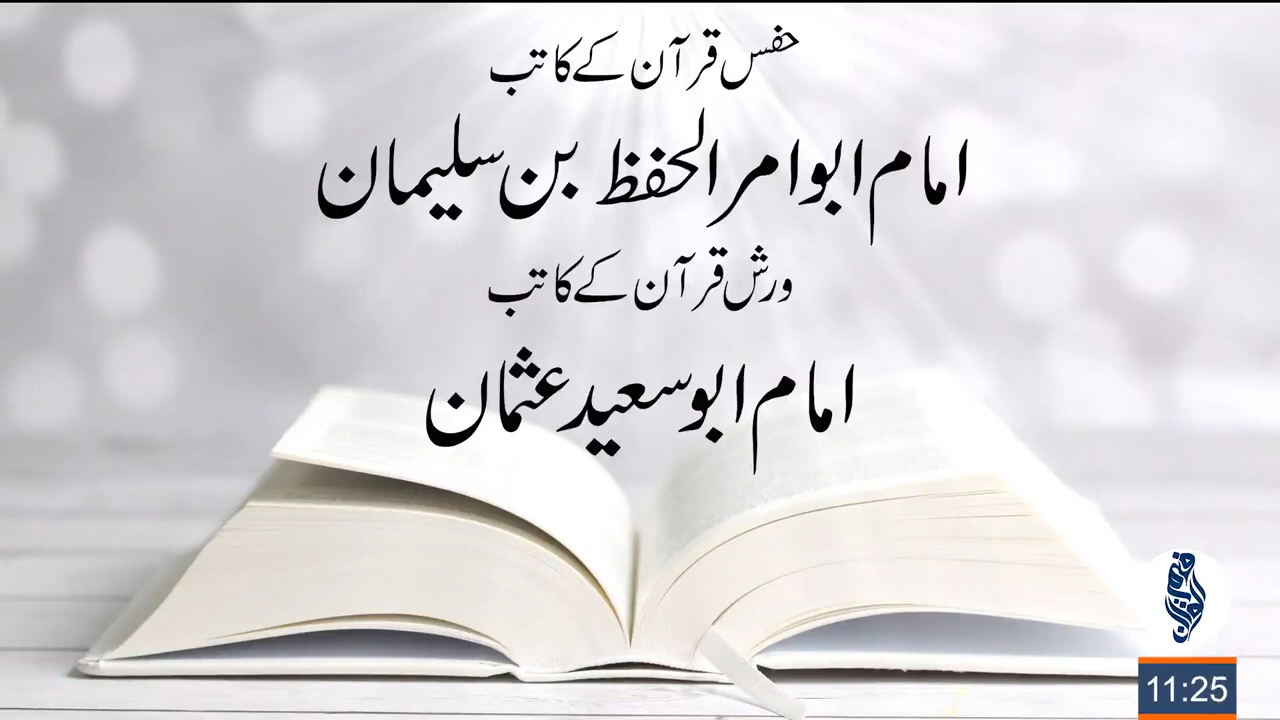 حفس قرآن کے کاتب
امام ابوامر الحفظ بن سلیمان
ورش قرآن کے کاتب
امام ابوسعید عثمان
11:25